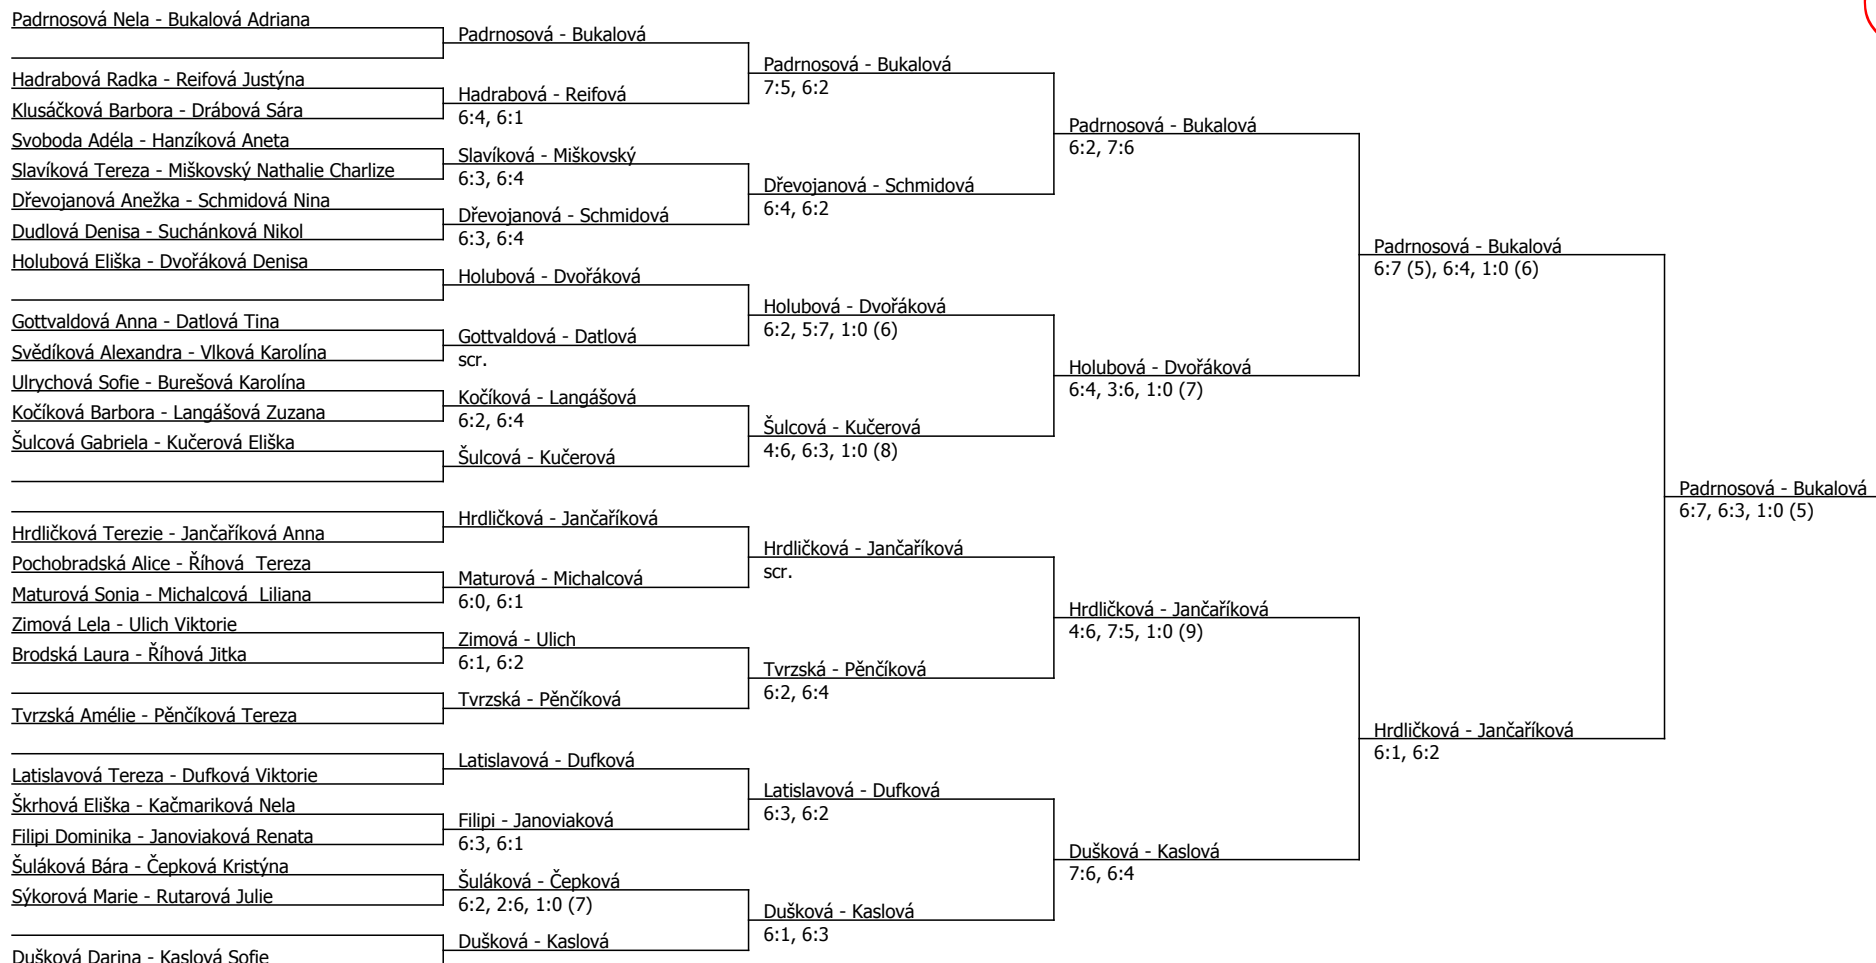 Padrnosová Nela - Bukalová Adriana
Hadrabová Radka - Reifová Justýna
Klusáčková Barbora - Drábová Sára
Svoboda Adéla - Hanzíková Aneta
Slavíková Tereza - Miškovský Nathalie Charlize
Dřevojanová Anežka - Schmidová Nina
Dudlová Denisa - Suchánková Nikol
Holubová Eliška - Dvořáková Denisa
Gottvaldová Anna - Datlová Tina
Svědíková Alexandra - Vlková Karolína
Ulrychová Sofie - Burešová Karolína
Kočíková Barbora - Langášová Zuzana
Šulcová Gabriela - Kučerová Eliška
Hrdličková Terezie - Jančaříková Anna
Pochobradská Alice - Říhová  Tereza
Maturová Sonia - Michalcová  Liliana
Zimová Lela - Ulich Viktorie
Brodská Laura - Říhová Jitka
Tvrzská Amélie - Pěnčíková Tereza
Latislavová Tereza - Dufková Viktorie
Škrhová Eliška - Kačmariková Nela
Filipi Dominika - Janoviaková Renata
Šuláková Bára - Čepková Kristýna
Sýkorová Marie - Rutarová Julie
Dušková Darina - Kaslová Sofie
Padrnosová - Bukalová
Hadrabová - Reifová
6:4, 6:1
Slavíková - Miškovský
6:3, 6:4
Dřevojanová - Schmidová
6:3, 6:4
Holubová - Dvořáková
Gottvaldová - Datlová
scr.
Kočíková - Langášová
6:2, 6:4
Šulcová - Kučerová
Hrdličková - Jančaříková
Maturová - Michalcová
6:0, 6:1
Zimová - Ulich
6:1, 6:2
Tvrzská - Pěnčíková
Latislavová - Dufková
Filipi - Janoviaková
6:3, 6:1
Šuláková - Čepková
6:2, 2:6, 1:0 (7)
Dušková - Kaslová
Padrnosová - Bukalová
7:5, 6:2
Dřevojanová - Schmidová
6:4, 6:2
Holubová - Dvořáková
6:2, 5:7, 1:0 (6)
Šulcová - Kučerová
4:6, 6:3, 1:0 (8)
Hrdličková - Jančaříková
scr.
Tvrzská - Pěnčíková
6:2, 6:4
Latislavová - Dufková
6:3, 6:2
Dušková - Kaslová
6:1, 6:3
Padrnosová - Bukalová
6:2, 7:6
Holubová - Dvořáková
6:4, 3:6, 1:0 (7)
Hrdličková - Jančaříková
4:6, 7:5, 1:0 (9)
Dušková - Kaslová
7:6, 6:4
Padrnosová - Bukalová
6:7 (5), 6:4, 1:0 (6)
Hrdličková - Jančaříková
6:1, 6:2
Padrnosová - Bukalová
6:7, 6:3, 1:0 (5)